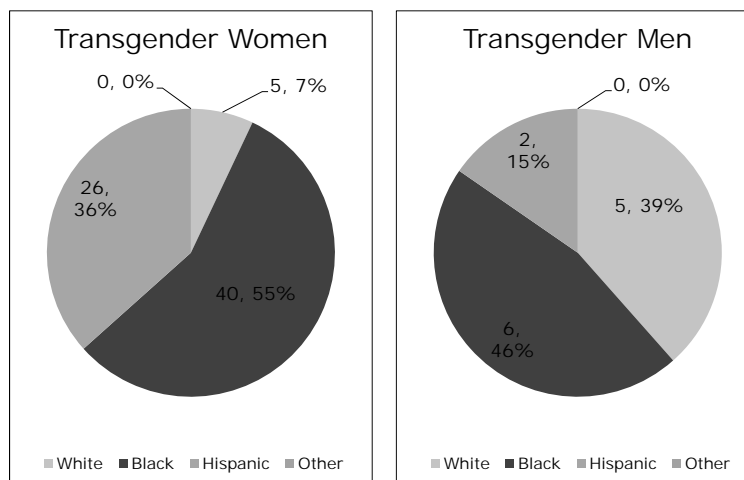 Transgender Women
0, 0%
5, 7%
26,
36%
40, 55%
White Black Hispanic Other
Transgender Men
0, 0%
2,
15%
5, 39%
6,
46%
White Black Hispanic Other